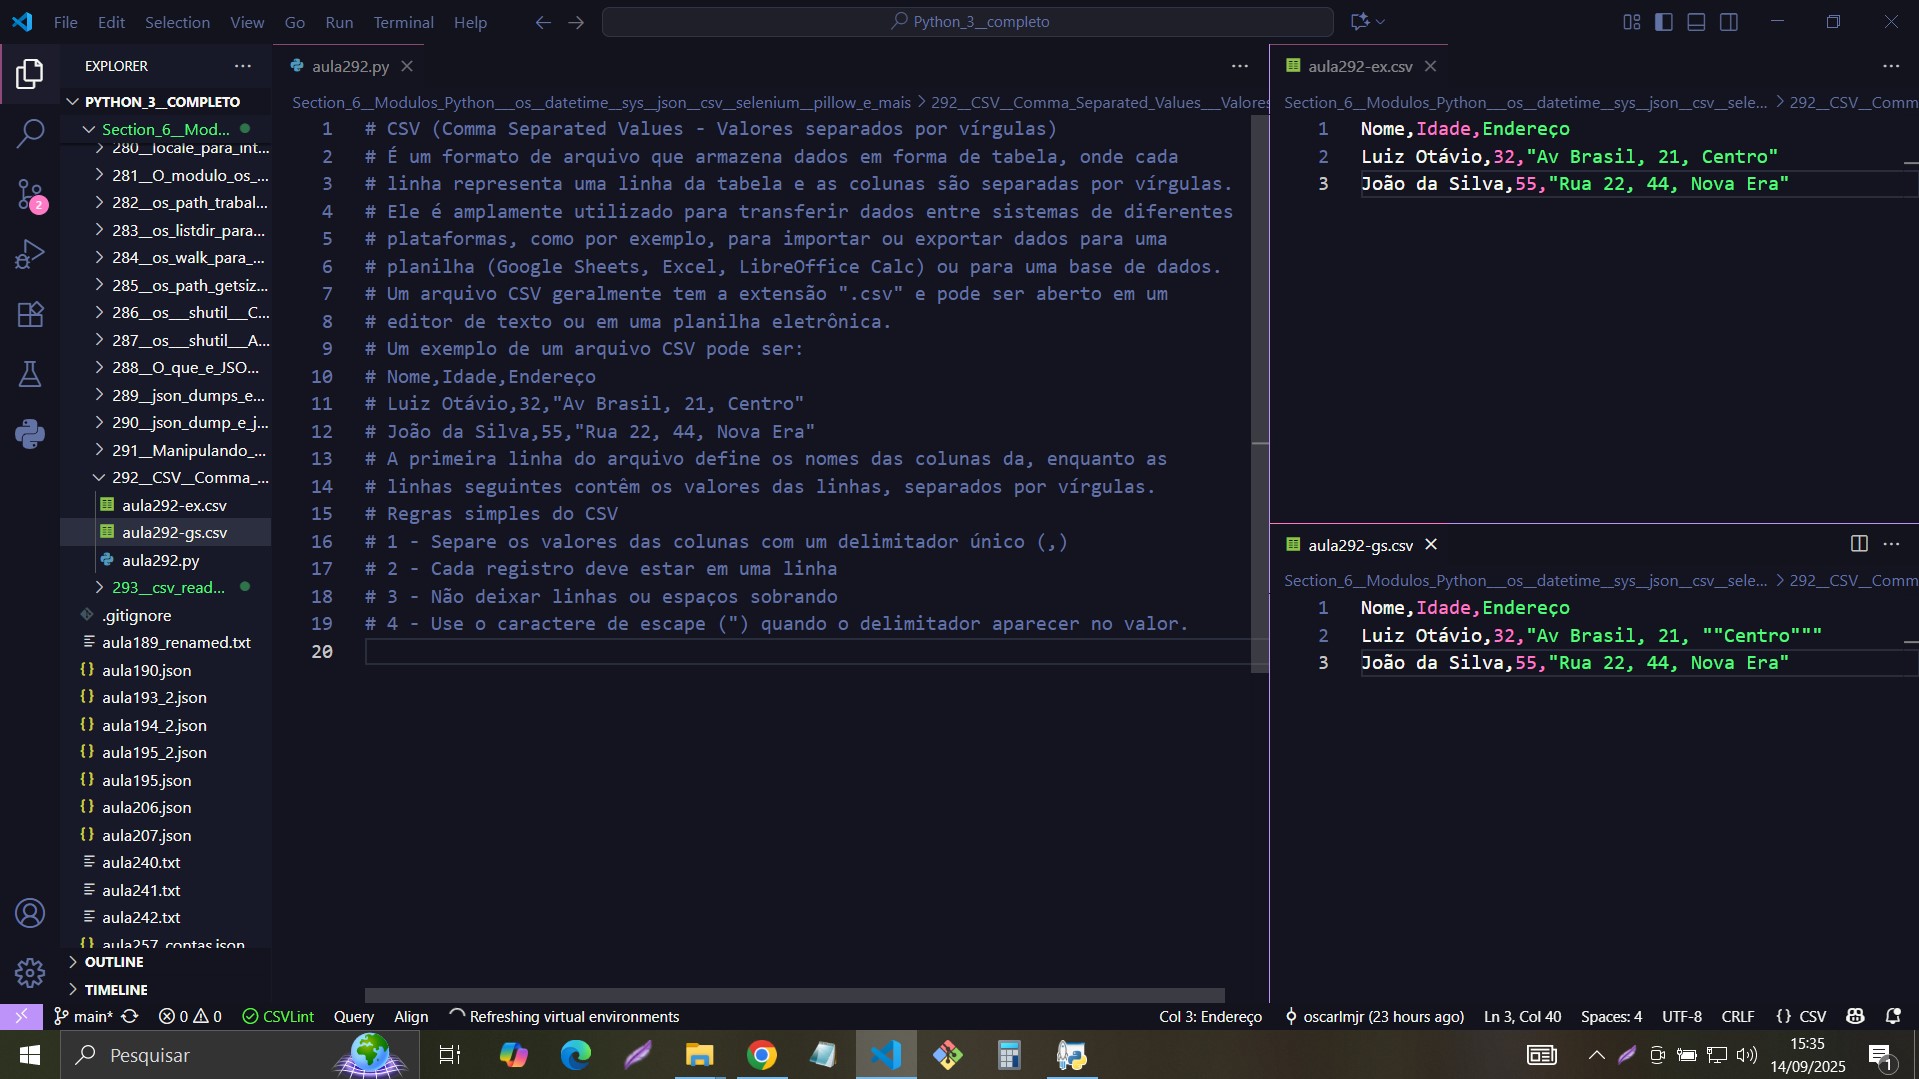 File Edit Selection View Go Run Terminal Help
Python_3__completo
EXPLORER
PYTHON_3__COMPLETO
Section_6__Mod...
280__locale_para_int...
281__O_modulo_os_...
282__os_path_trabal...
283__os_listdir_para...
284__os_walk_para_...
285__os_path_getsiz...
286__os___shutil___C...
287__os___shutil___A...
288__O_que_e_JSO...
289__json_dumps_e...
290__json_dump_e_j...
291__Manipulando_...
292__CSV__Comma_...
aula292-ex.csv
aula292-gs.csv
aula292.py
293__csv_read...
.gitignore
aula189_renamed.txt
aula190.json
aula193_2.json
aula194_2.json
aula195_2.json
aula195.json
aula206.json
aula207.json
aula240.txt
aula241.txt
aula242.txt
aula257_contas.json
OUTLINE
TIMELINE
aula292.py
Section_6__Modulos_Python___os__datetime__sys__json__csv__selenium__pillow_e_mais > 292__CSV__Comma_Separated_Values___Valores
1 # CSV (Comma Separated Values - Valores separados por vírgulas)
2 # É um formato de arquivo que armazena dados em forma de tabela, onde cada
3 # linha representa uma linha da tabela e as colunas são separadas por vírgulas.
4 # Ele é amplamente utilizado para transferir dados entre sistemas de diferentes
5 # plataformas, como por exemplo, para importar ou exportar dados para uma
6 # planilha (Google Sheets, Excel, LibreOffice Calc) ou para uma base de dados.
7 # Um arquivo CSV geralmente tem a extensão ".csv" e pode ser aberto em um
8 # editor de texto ou em uma planilha eletrônica.
9 # Um exemplo de um arquivo CSV pode ser:
10 # Nome,Idade,Endereço
11 # Luiz Otávio,32,"Av Brasil, 21, Centro"
12 # João da Silva,55,"Rua 22, 44, Nova Era"
13 # A primeira linha do arquivo define os nomes das colunas da, enquanto as
14 # linhas seguintes contêm os valores das linhas, separados por vírgulas.
15 # Regras simples do CSV
16 # 1 - Separe os valores das colunas com um delimitador único (,)
17 # 2 - Cada registro deve estar em uma linha
18 # 3 - Não deixar linhas ou espaços sobrando
19 # 4 - Use o caractere de escape (") quando o delimitador aparecer no valor.
20
aula292-ex.csv
Section_6__Modulos_Python___os__datetime__sys__json__csv__sele... > 292__CSV__Comm
1 Nome,Idade,Endereço
2 Luiz Otávio,32,"Av Brasil, 21, Centro"
3 João da Silva,55,"Rua 22, 44, Nova Era"
aula292-gs.csv
Section_6__Modulos_Python___os__datetime__sys__json__csv__sele... > 292__CSV__Comm
1 Nome,Idade,Endereço
2 Luiz Otávio,32,"Av Brasil, 21, ""Centro"""
3 João da Silva,55,"Rua 22, 44, Nova Era"
2
main* 0 0 CSVLint Query Align Refreshing virtual environments Col 3: Endereço oscarlmjr (23 hours ago) Ln 3, Col 40 Spaces: 4 UTF-8 CRLF {} CSV
Pesquisar
15:35
14/09/2025
1